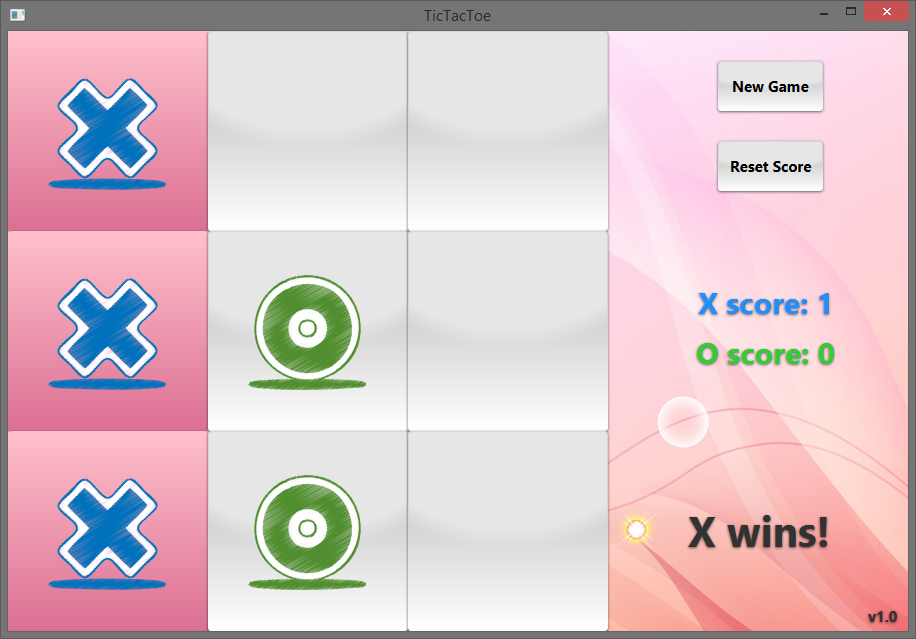 TicTacToe
New Game
Reset Score
X score: 1
O score: 0
X wins!
v1.0